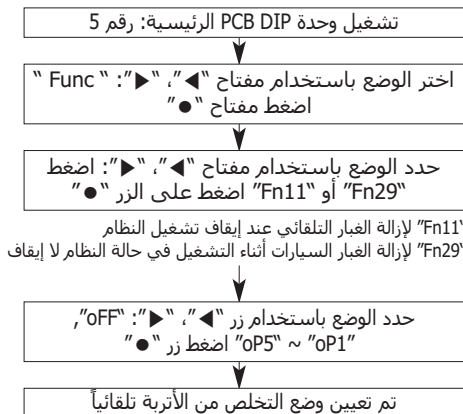 تشغيل وحدة PCB DIP الرئيسية: رقم 5
اختر الوضع باستخدام مفتاح “◀”، “▶”: “ Func “
اضغط مفتاح “●”
حدد الوضع باستخدام مفتاح “◀”، “▶”: اضغط
“Fn29” أو “Fn11” اضغط على الزر “●”
“Fn11” لإزالة الغبار التلقائي عند إيقاف تشغيل النظام
“Fn29” لإزالة الغبار السيارات أثناء التشغيل في حالة النظام لا إيقاف
حدد الوضع باستخدام زر “◀”، “▶”: “oFF”,
“oP5” ~ “oP1” اضغط زر “●”
تم تعيين وضع التخلص من الأتربة تلقائياً